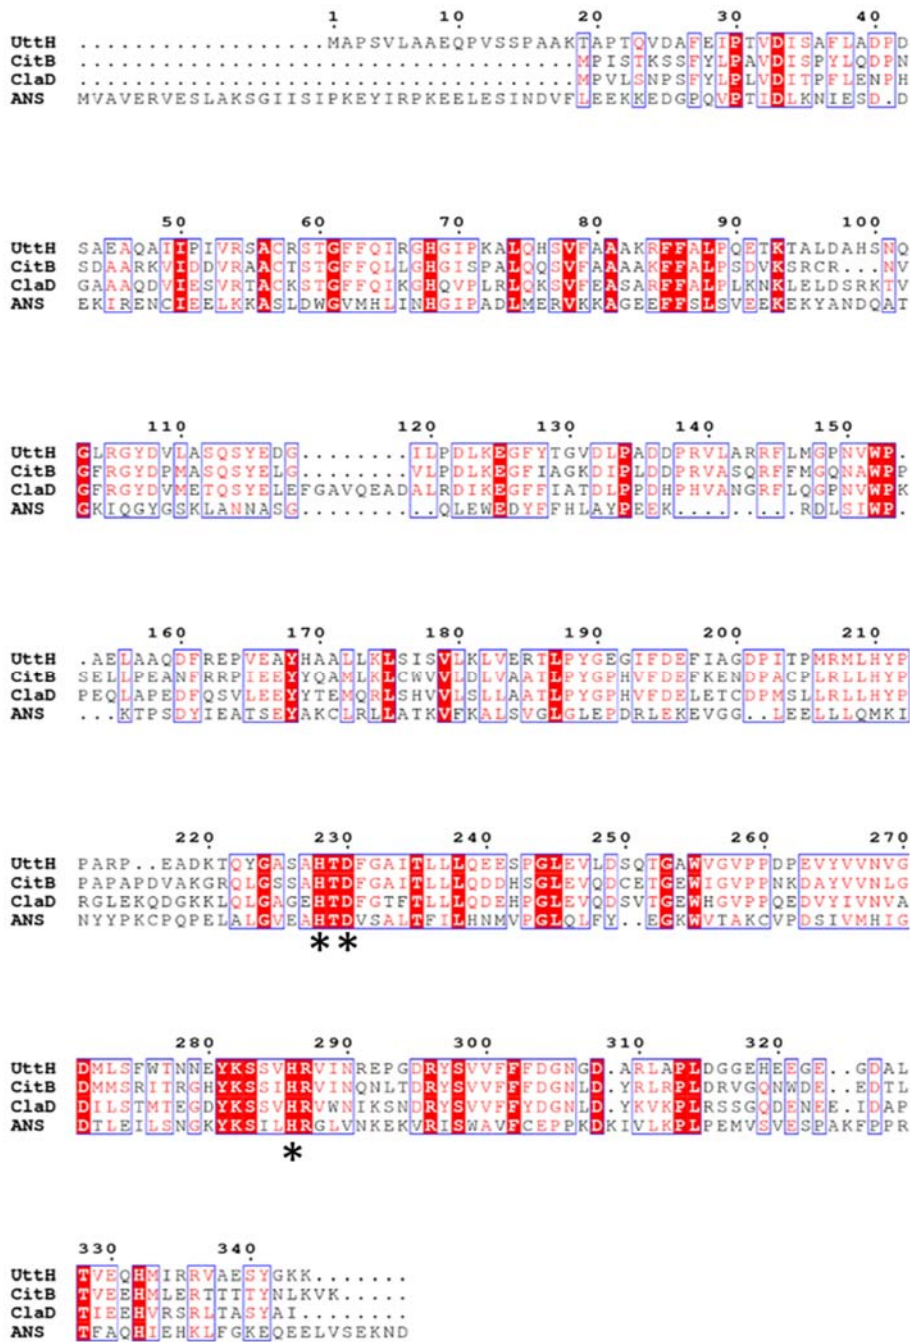 1 10 20 30 40
UttH ..................MAPSVLAAEQPVSSPAAKTAPTQVDAFEIPTVDISAFLADPD
CitB ....................................MPISTKSSFYLPAVDISPYLQDPN
ClaD ....................................MPVLSNPSFYLPLVDITPFLENPH
ANS MVAVERVESLAKSGIISIPKEYIRPKEELESINDVFLEEKKEDGPQVPTIDLKNIESD.D
50 60 70 80 90 100
UttH SAEAQAIIPIVRSACRSTGFFQIRGHGIPKALQHSVFAAAKRFFALPQETKTALDAHSNQ
CitB SDAARKVIDDVRAACTSTGFFQLLGHGISPALQQSVFAAAAKFFALPSDVKSRCR...NV
ClaD GAAAQDVIESVRTACKSTGFFQIKGHQVPLRLQKSVFEASARFFALPLKNKLELDSRKTV
ANS EKIRENCIEELKKASLDWGVMHLINHGIPADLMERVKKAGEEFFSLSVEEKEKYANDQAT
110 120 130 140 150
UttH GLRGYDVLASQSYEDG........ILPDLKEGFYTGVDLPADDPRVLARRFLMGPNVWP.
CitB GFRGYDPMASQSYELG........VLPDLKEGFIAGKDIPLDDPRVASQRFFMGQNAWPP
ClaD GFRGYDVMETQSYELEFGAVQEADALRDIKEGFFIATDLPPDHPHVANGRFLQGPNVWPK
ANS GKIQGYGSKLANNASG..........QLEWEDYFFHLAYPEEK.......RDLSIWP.
160 170 180 190 200 210
UttH .AELAAQDFREPVEAYHAALLKLSISVLKLVERTLPYGEGIFDEFIAGDPITPMRMLHYP
CitB SELLPEANFRRPIEEYYQAMLKLCWVVLDLVAATLPYGPHVFDEFKENDPACPLRLLHYP
ClaD PEQLAPEDFQSVLEEYYTEMQRLSHVVLSLLAATLPYGPHVFDELETCDPMSLLRLLHYP
ANS ...KTPSDYIEATSEYAKCLRLLATKVFKALSVGLGLEPDRLEKEVGG..LEELLLQMKI
220 230 240 250 260 270
UttH PARP..EADKTQYGASAHTDFGAITLLLQEESPGLEVLDSQTGAWVGVPPDPEVYVVNVG
CitB PAPAPDVAKGRQLGSSAHTDFGAITLLLQDDHSGLEVQDCETGEWIGVPPNKDAYVVNLG
ClaD RGLEKQDGKKLQLGAGEHTDFGTFTLLLQDEHPGLEVQDSVTGEWHGVPPQEDVYIVNVA
ANS NYYPKCPQPELALGVEAHTDVSALTFILHNMVPGLQLFY..EGKWVTAKCVPDSIVMHIG
* *
280 290 300 310 320
UttH DMLSFWTNNEYKSSVHRVINREPGDRYSVVFFFDGNGD.ARLAPLDGGEHEEGE..GDAL
CitB DMMSRITRGHYKSSIHRVINQNLTDRYSVVFFFDGNLD.YRLRPLDRVGQNWDE..EDTL
ClaD DILSTMTEGDYKSSVHRVWNIKSNDRYSVVFFYDGNLD.YKVKPLRSSGQDENEE.IDAP
ANS DTLEILSNGKYKSILHRGLVNKEKVRISWAVFCEPPKDKIVLKPLPEMVSVESPAKFPPR
*
330 340
UttH TVEQHMIRRVAESYGKK.......
CitB TVEEHMLERTTTTYNLKVK.....
ClaD TIEEHVRSRLTASYAI........
ANS TFAQHIEHKLFGKEQEELVSEKND